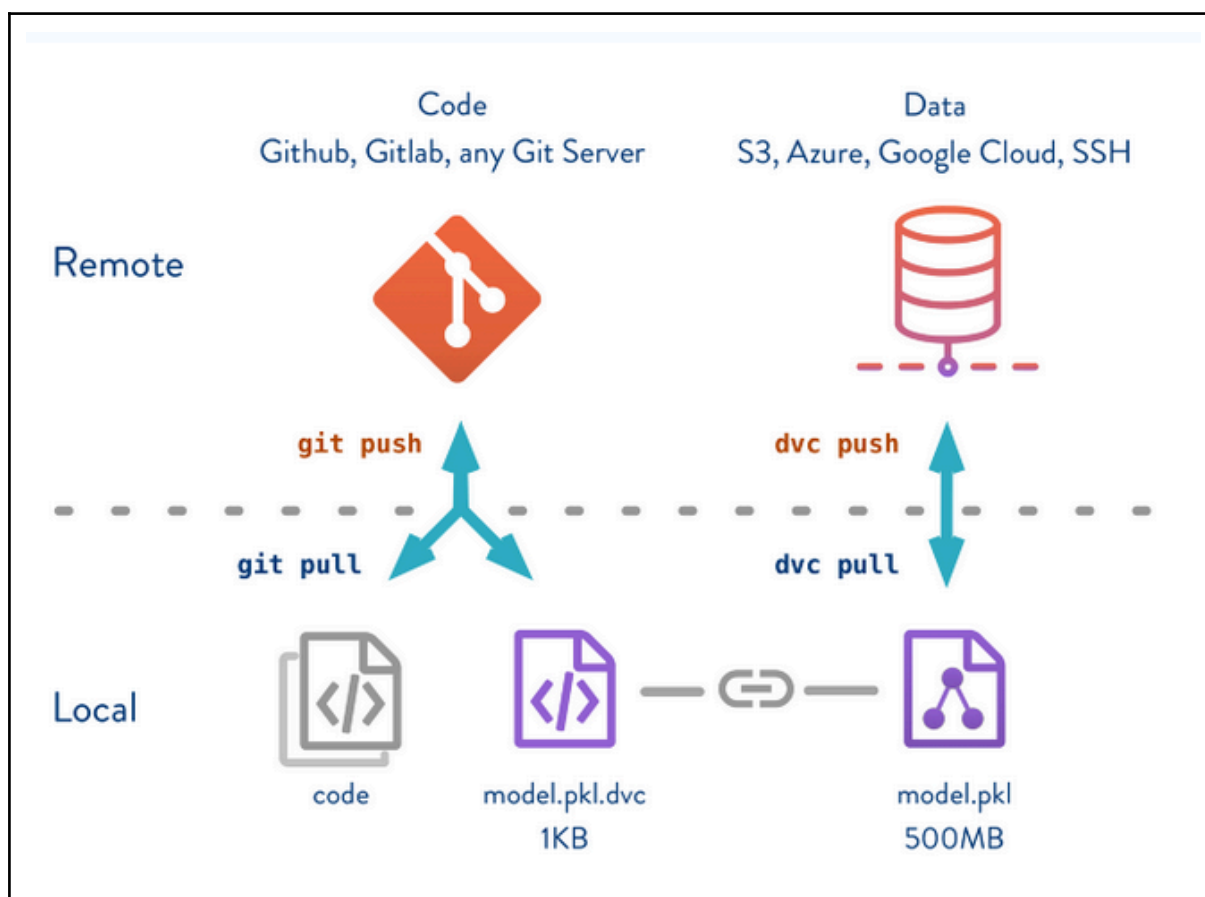 Code
Github, Gitlab, any Git Server
Data
S3, Azure, Google Cloud, SSH
Remote
git push
dvc push
git pull
dvc pull
Local
code
model.pkl.dvc
1KB
model.pkl
500MB